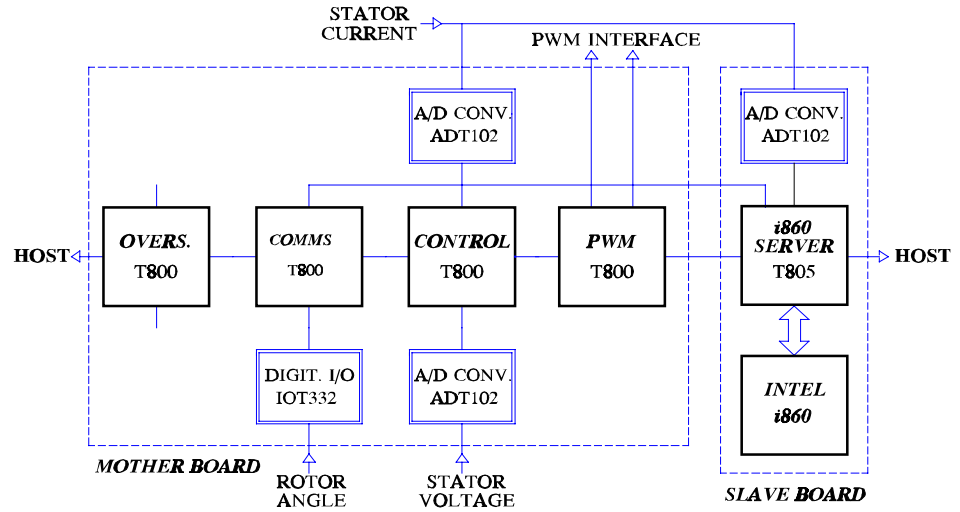 STATOR
CURRENT
PWM INTERFACE
A/D CONV.
ADT102
A/D CONV.
ADT102
HOST
OVERS.
T800
COMMS
T800
CONTROL
T800
PWM
T800
i860
SERVER
T805
HOST
DIGIT. I/O
IOT332
A/D CONV.
ADT102
INTEL
i860
MOTHER BOARD
ROTOR
ANGLE
STATOR
VOLTAGE
SLAVE BOARD